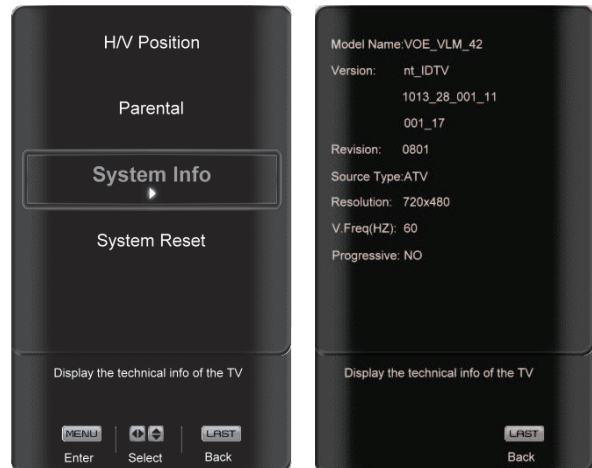 H/V Position
Parental
System Info
System Reset
Display the technical info of the TV
MENU LAST
Enter Select Back
Model Name:VOE_VLM_42
Version: nt_IDTV
1013_28_001_11
001_17
Revision: 0801
Source Type:ATV
Resolution: 720x480
V.Freq(HZ): 60
Progressive: NO
Display the technical info of the TV
LAST
Back